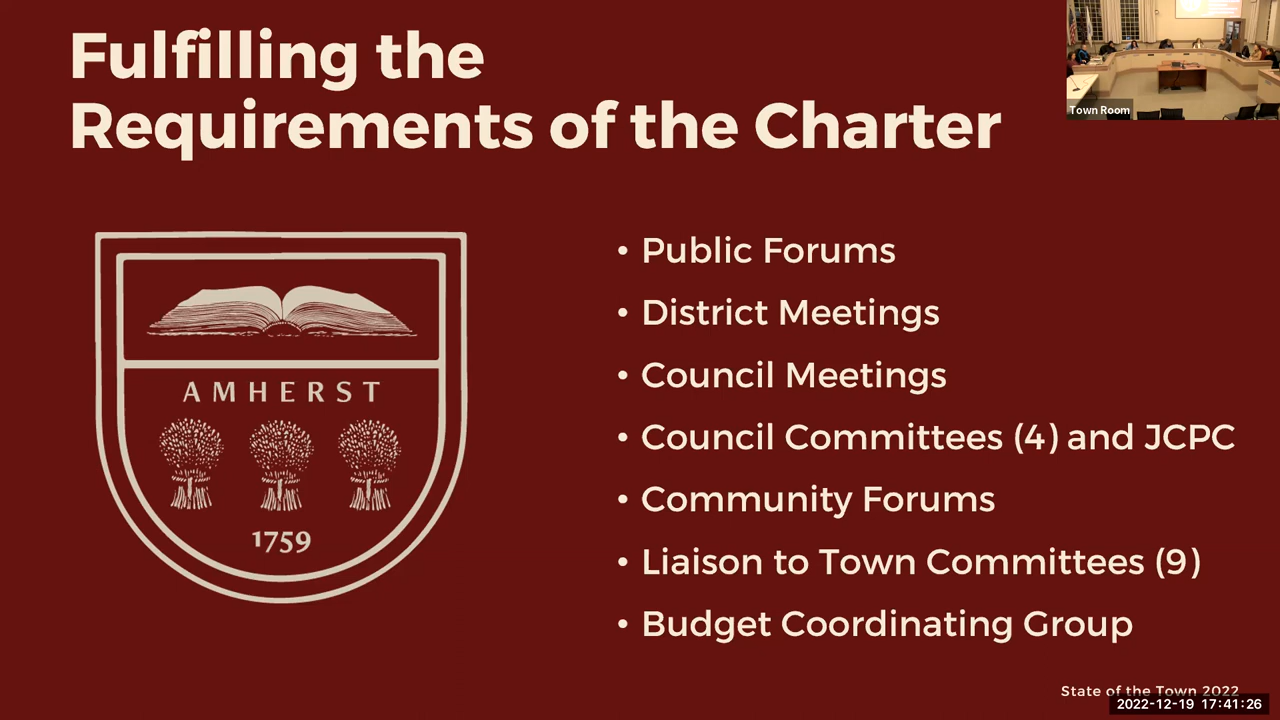 Fulfilling the
Requirements of the Charter
Town Room
AMHERST
1759
• Public Forums
• District Meetings
• Council Meetings
• Council Committees (4) and JCPC
• Community Forums
• Liaison to Town Committees (9)
• Budget Coordinating Group
State of the Town 2022
2022-12-19 17:41:26